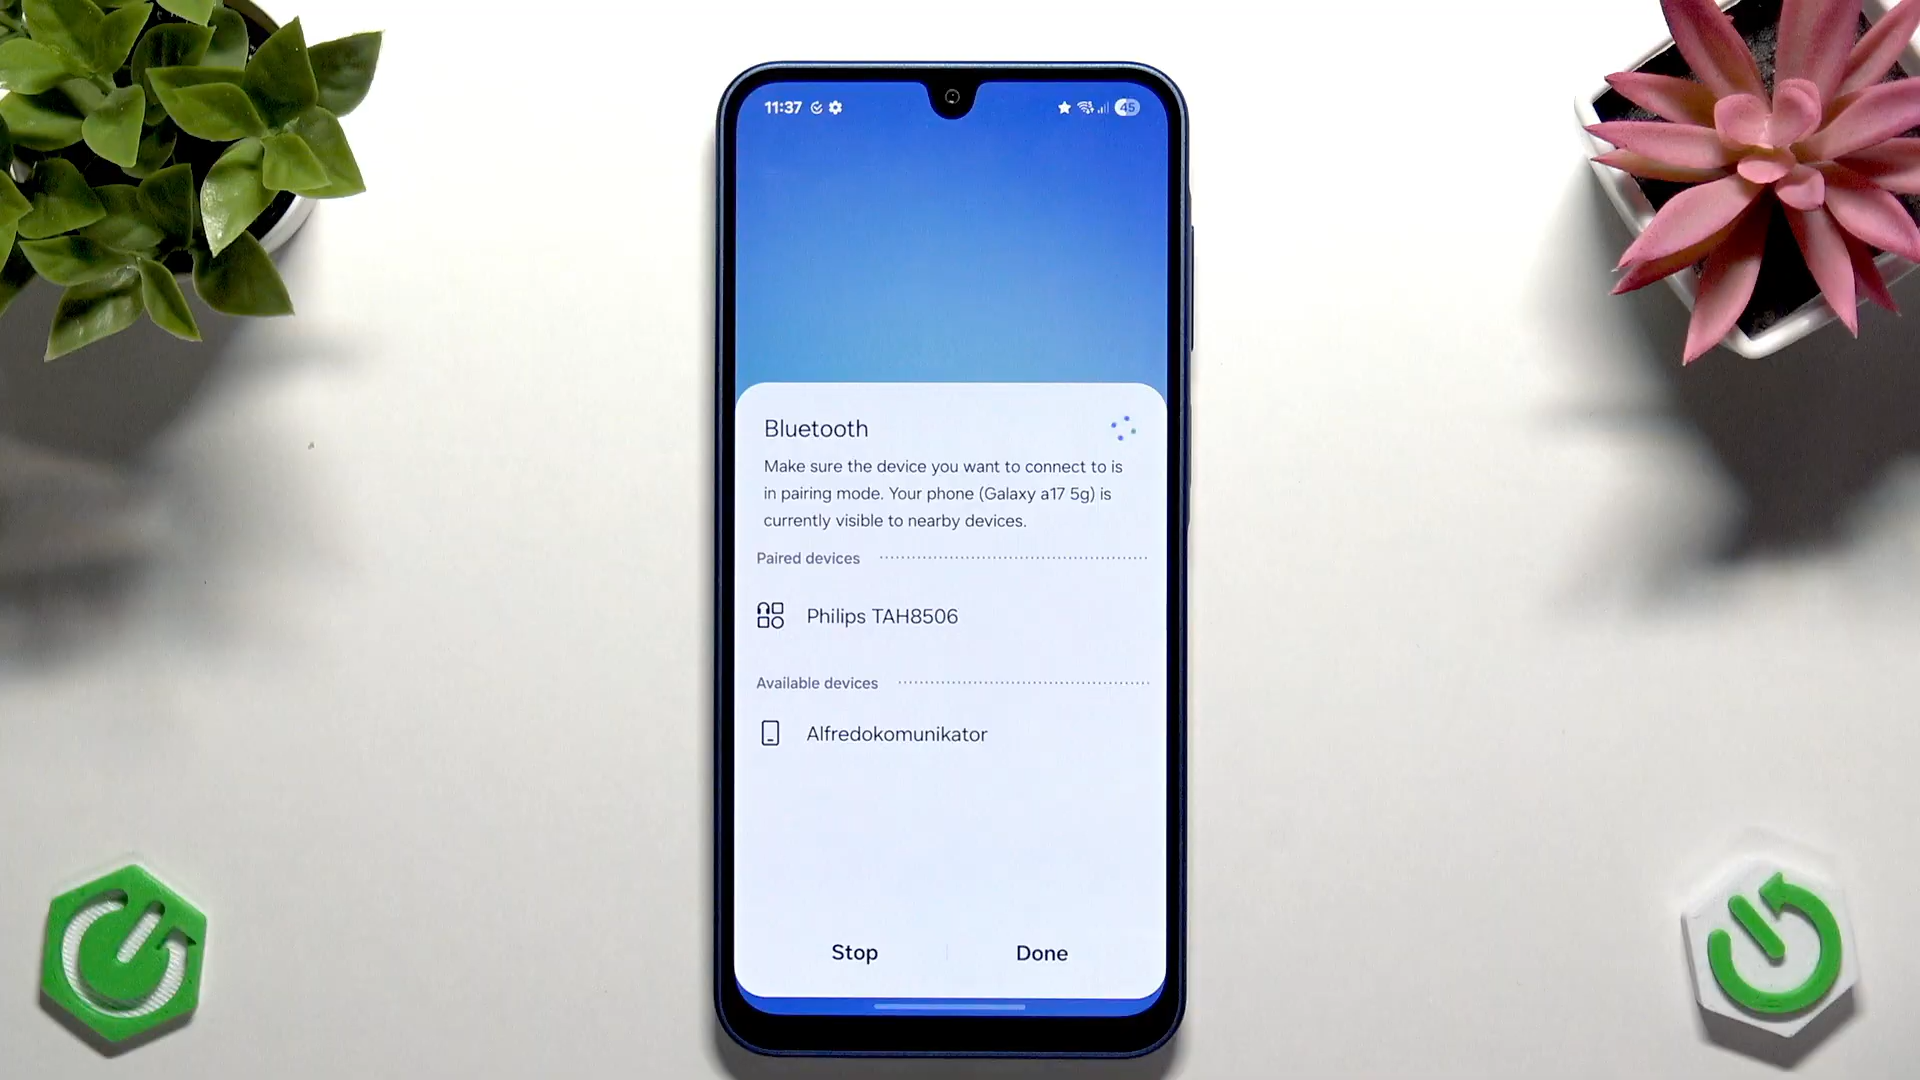 11:37
45
Bluetooth
Make sure the device you want to connect to is
in pairing mode. Your phone (Galaxy a17 5g) is
currently visible to nearby devices.
Paired devices
Philips TAH8506
Available devices
Alfredokomunikator
Stop
Done